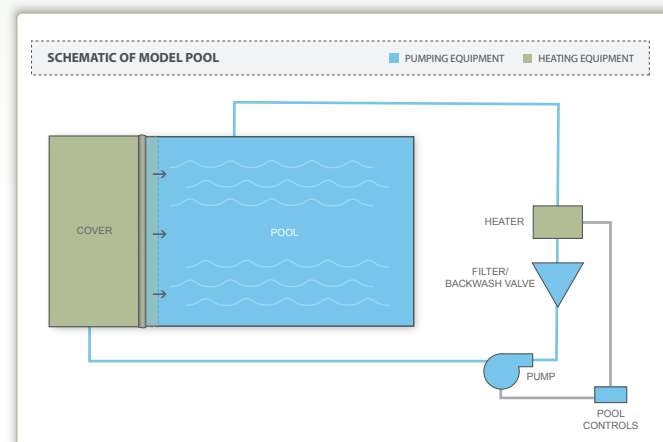 SCHEMATIC OF MODEL POOL
PUMPING EQUIPMENT
HEATING EQUIPMENT
COVER
POOL
HEATER
FILTER/
BACKWASH VALVE
PUMP
POOL
CONTROLS